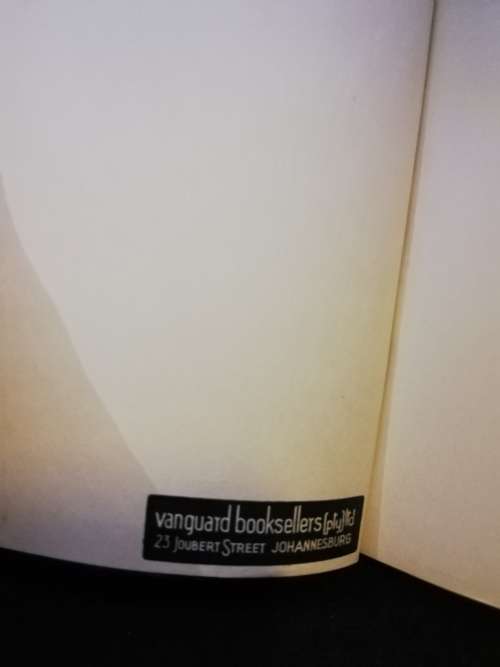 vanguard booksellers (pty) ltd
23 JOUBERT STREET JOHANNESBURG